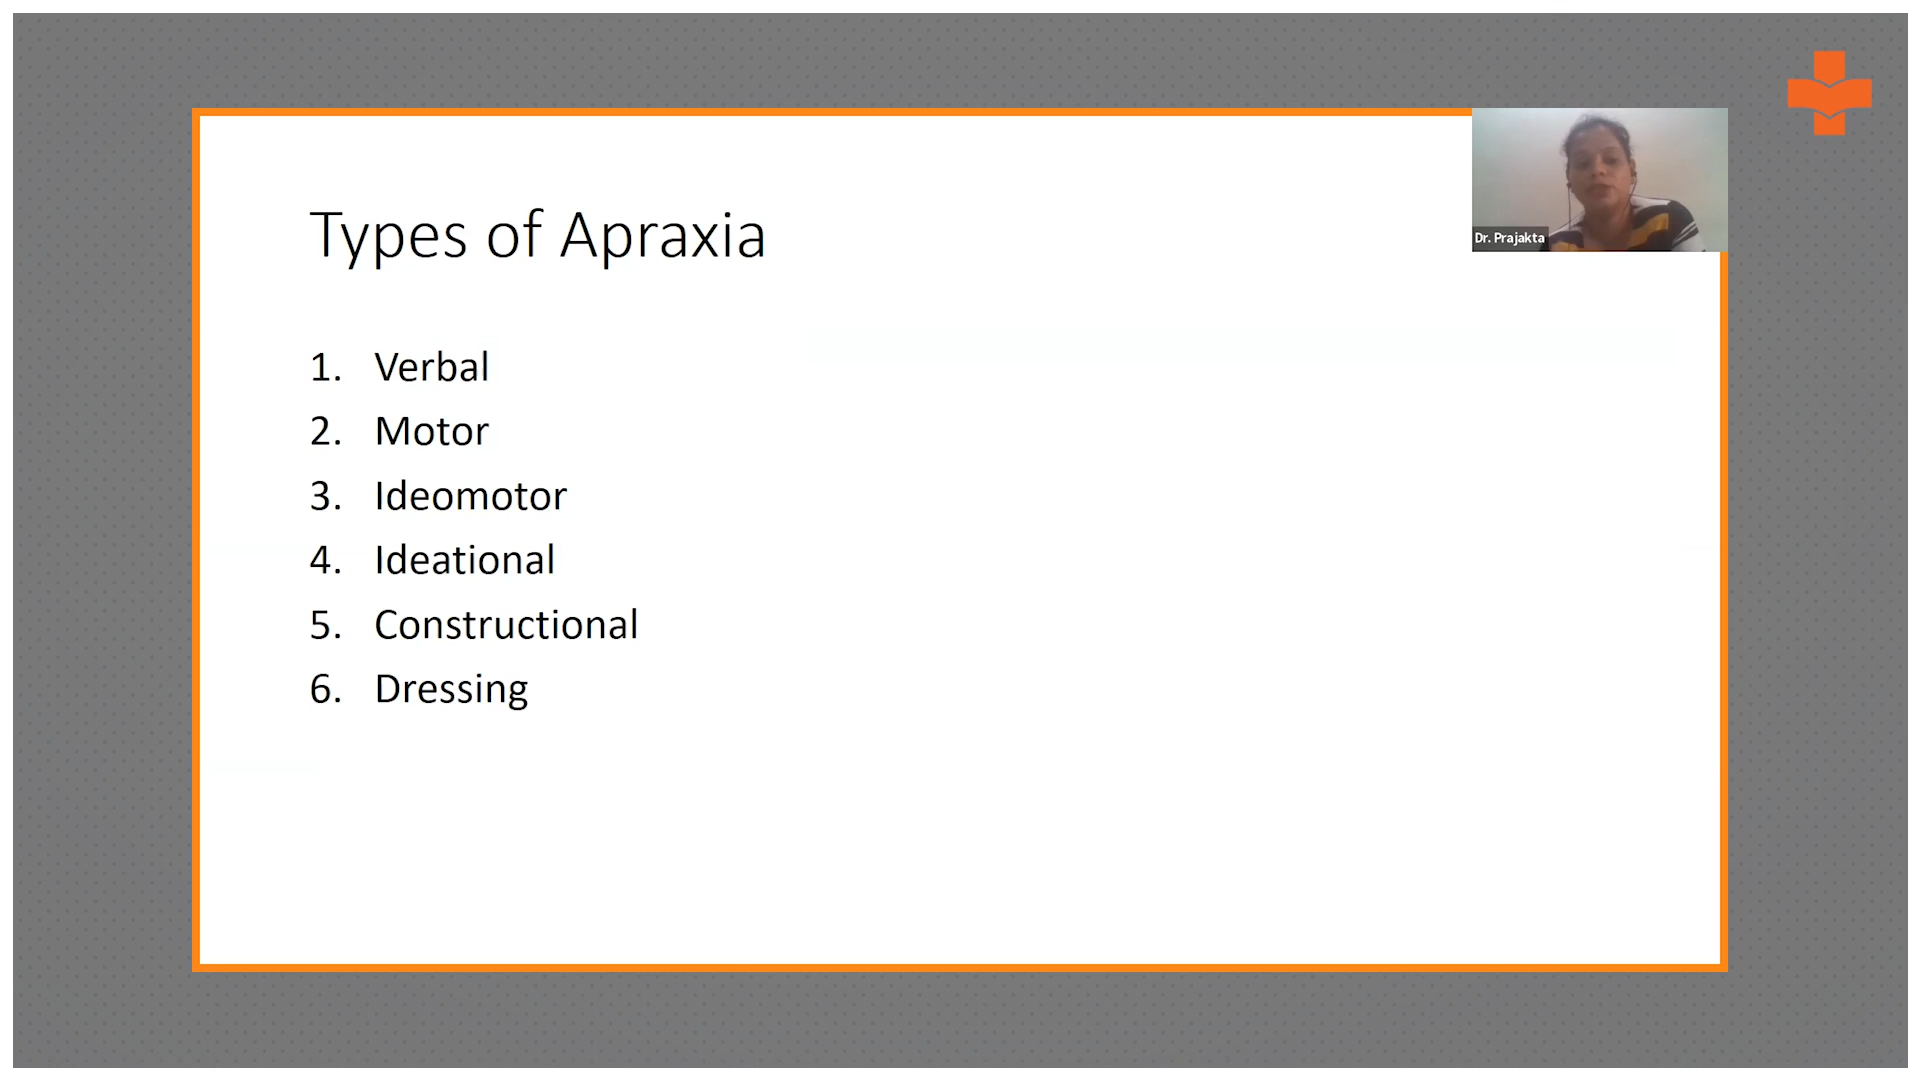 Types of Apraxia
Dr. Prajakta
1. Verbal
2. Motor
3. Ideomotor
4. Ideational
5. Constructional
6. Dressing